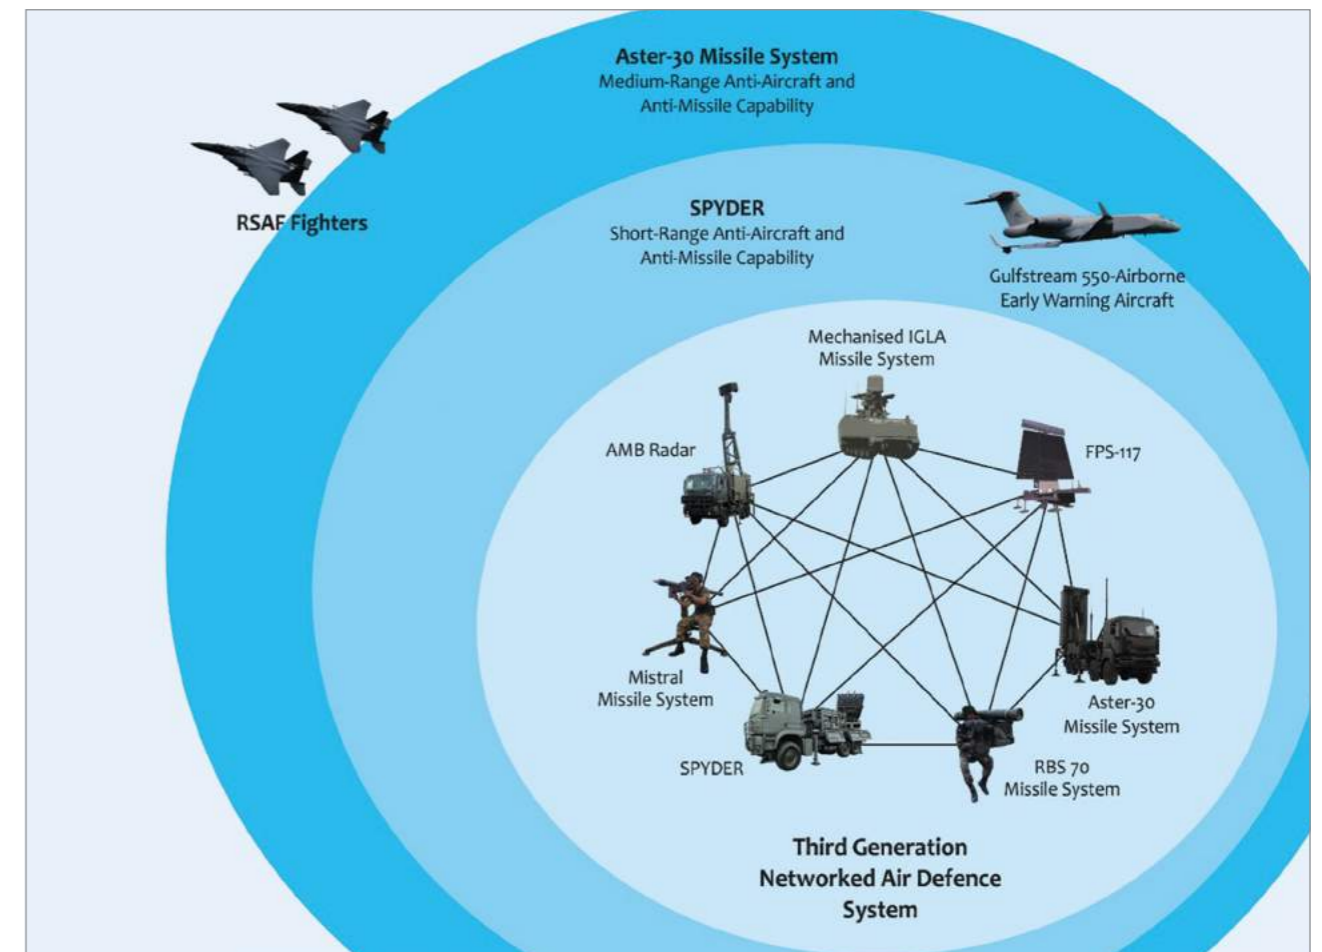 Aster-30 Missile System
Medium-Range Anti-Aircraft and
Anti-Missile Capability
RSAF Fighters
SPYDER
Short-Range Anti-Aircraft and
Anti-Missile Capability
Gulfstream 550-Airborne
Early Warning Aircraft
Mechanised IGLA
Missile System
AMB Radar
FPS-117
Mistral
Missile System
Aster-30
Missile System
SPYDER
RBS 70
Missile System
Third Generation
Networked Air Defence
System